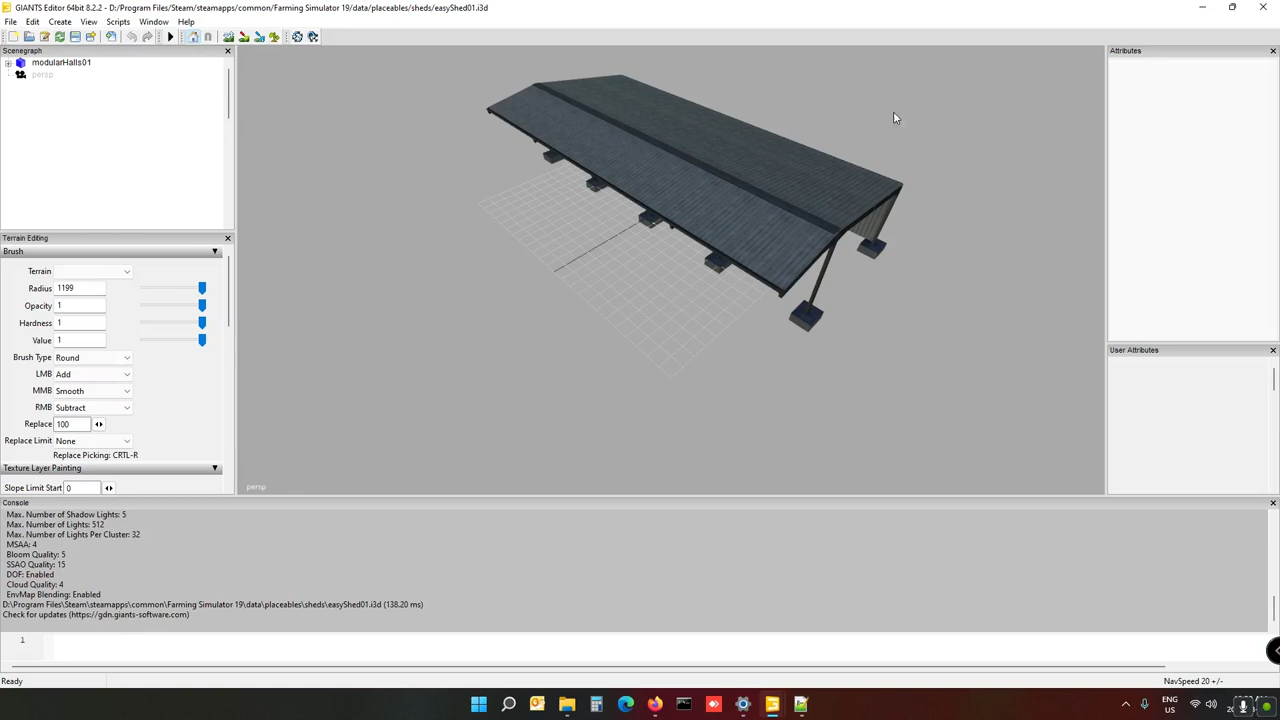 GIANTS Editor 64bit 8.2.2 - D:/Program Files/Steam/steamapps/common/Farming Simulator 19/data/placeables/sheds/easyShed01.i3d
File Edit Create View Scripts Window Help
Scenegraph
modularHalls01
persp
Terrain Editing
Brush
Terrain
Radius 1199
Opacity 1
Hardness 1
Value 1
Brush Type Round
LMB Add
MMB Smooth
RMB Subtract
Replace 100
Replace Limit None
Replace Picking: CRTL-R
Texture Layer Painting
Slope Limit Start 0
persp
Attributes
User Attributes
Console
Max. Number of Shadow Lights: 5
Max. Number of Lights: 512
Max. Number of Lights Per Cluster: 32
MSAA: 4
Bloom Quality: 5
SSAO Quality: 15
DOF: Enabled
Cloud Quality: 4
EnvMap Blending: Enabled
D:\Program Files\Steam\steamapps\common\Farming Simulator 19\data\placeables\sheds\easyShed01.i3d (138.20 ms)
Check for updates (https://gdn.giants-software.com)
1
Ready
NavSpeed 20 +/-
ENG
US